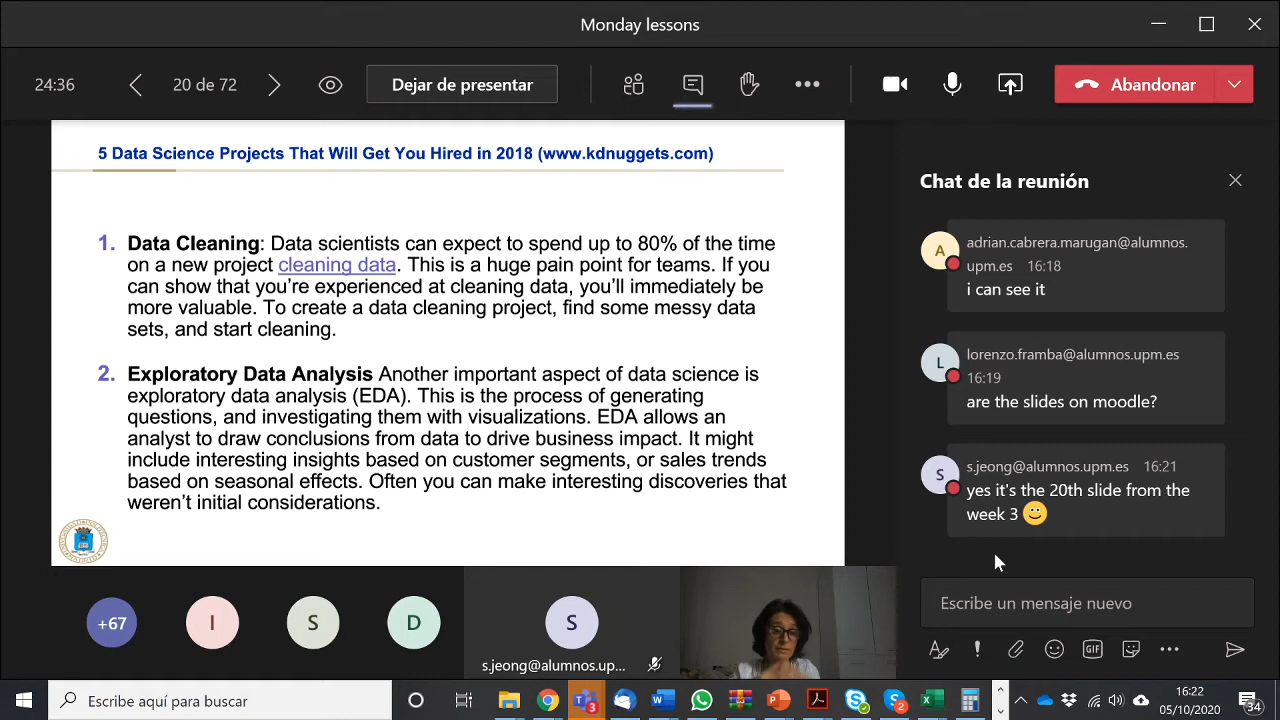 Monday lessons
24:36
20 de 72
Dejar de presentar
Abandonar
5 Data Science Projects That Will Get You Hired in 2018 (www.kdnuggets.com)
1. Data Cleaning: Data scientists can expect to spend up to 80% of the time
on a new project cleaning data. This is a huge pain point for teams. If you
can show that you’re experienced at cleaning data, you’ll immediately be
more valuable. To create a data cleaning project, find some messy data
sets, and start cleaning.
2. Exploratory Data Analysis Another important aspect of data science is
exploratory data analysis (EDA). This is the process of generating
questions, and investigating them with visualizations. EDA allows an
analyst to draw conclusions from data to drive business impact. It might
include interesting insights based on customer segments, or sales trends
based on seasonal effects. Often you can make interesting discoveries that
weren’t initial considerations.
Chat de la reunión
A
adrian.cabrera.marugan@alumnos.
upm.es 16:18
i can see it
L
lorenzo.framba@alumnos.upm.es
16:19
are the slides on moodle?
S
s.jeong@alumnos.upm.es 16:21
yes it's the 20th slide from the
week 3
Escribe un mensaje nuevo
GIF
+67
I
S
D
S
s.jeong@alumnos.up...
Escribe aquí para buscar
3
2
16:22
05/10/2020
34